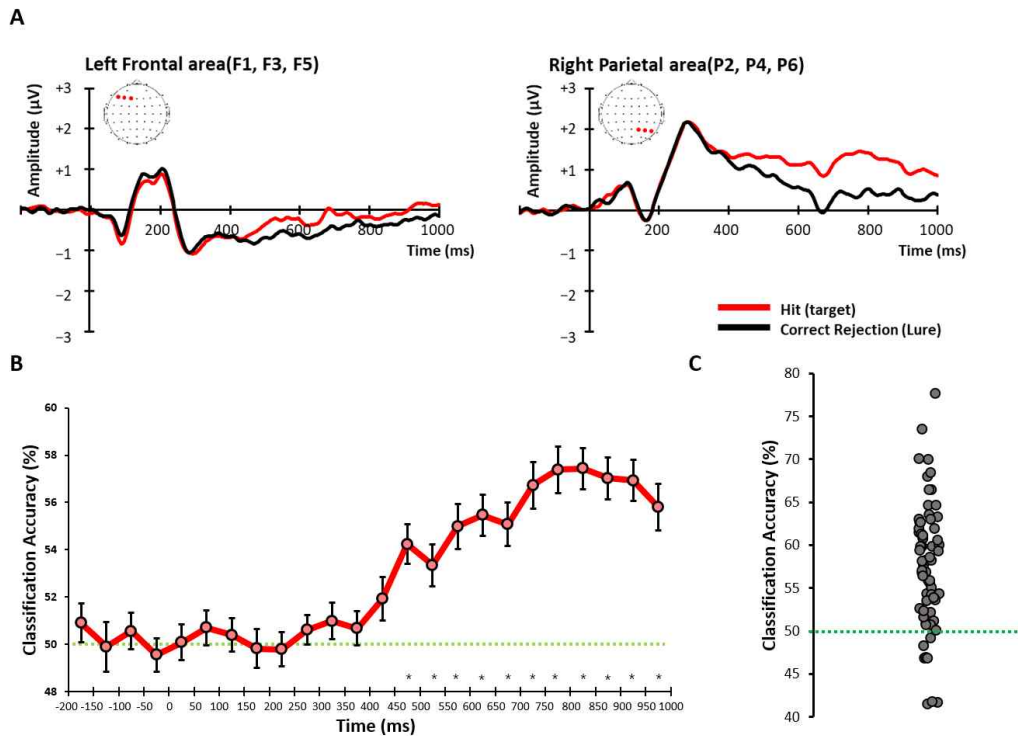 A
Left Frontal area(F1, F3, F5)
Amplitude (µV)
+3
+2
+1
0
−1
−2
−3
200
400
600
800
1000
Time (ms)
Right Parietal area(P2, P4, P6)
Amplitude (µV)
+3
+2
+1
0
−1
−2
−3
200
400
600
800
1000
Time (ms)
Hit (target)
Correct Rejection (Lure)
B
Classification Accuracy (%)
60
58
56
54
52
50
48
* * * * * * * * * * *
-200 -150 -100 -50 0 50 100 150 200 250 300 350 400 450 500 550 600 650 700 750 800 850 900 950 1000
Time (ms)
C
Classification Accuracy (%)
80
75
70
65
60
55
50
45
40